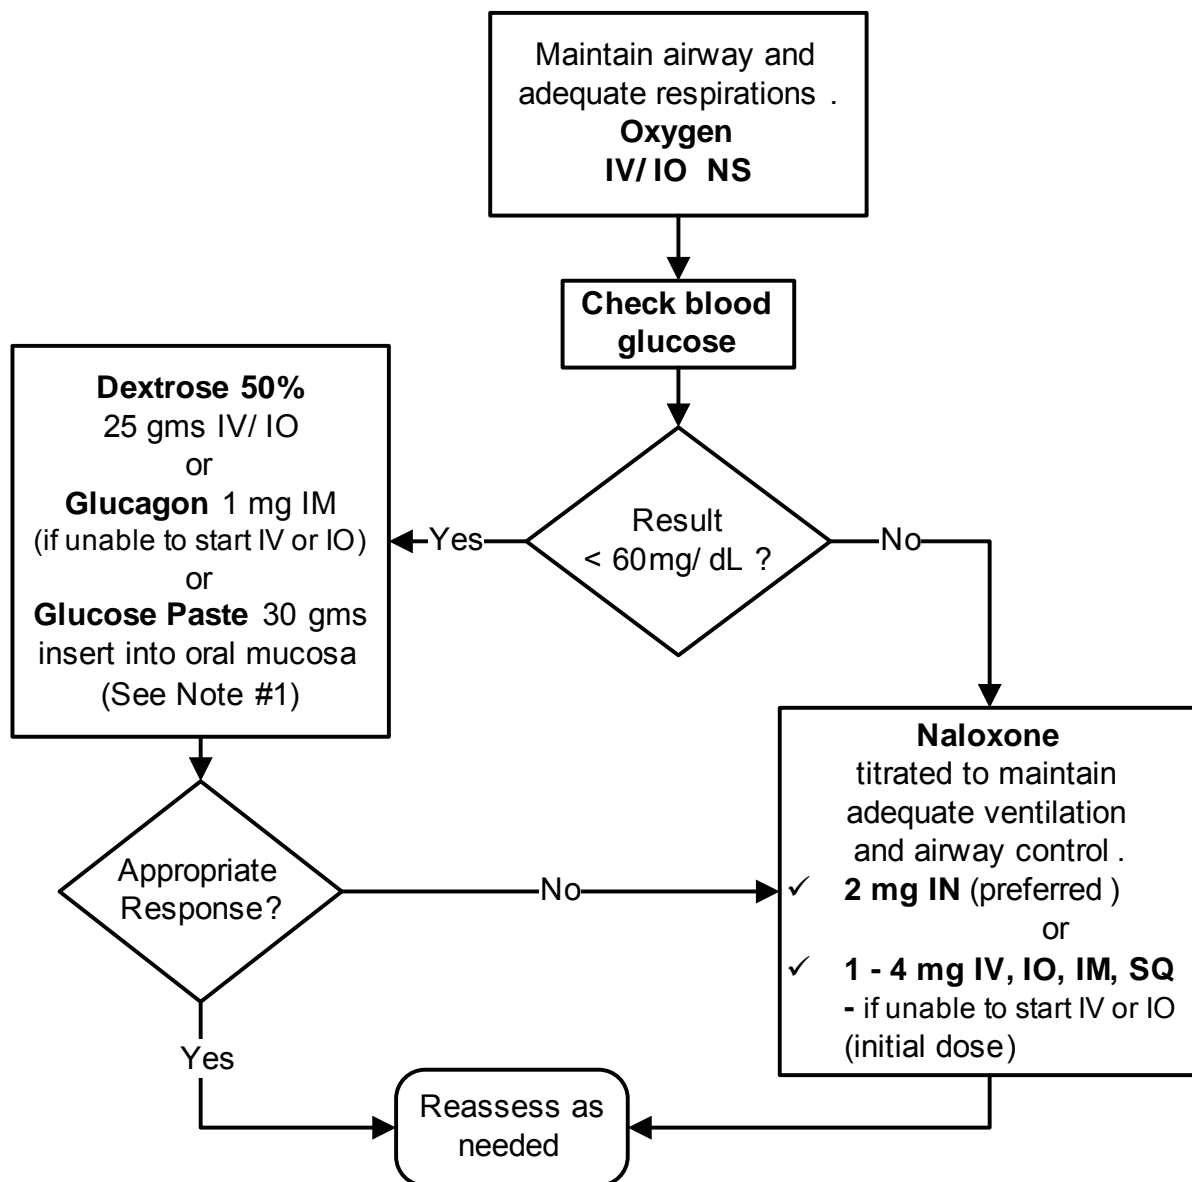 Maintain airway and
adequate respirations .
Oxygen
IV/ IO  NS
Check blood
glucose
Result
< 60mg/ dL ?
Yes
No
Dextrose 50%
25 gms IV/ IO
or
Glucagon 1 mg IM
(if unable to start IV or IO)
or
Glucose Paste 30 gms
insert into oral mucosa
(See Note #1)
Naloxone
titrated to maintain
adequate ventilation
and airway control .
✓ 2 mg IN (preferred )
or
✓ 1 - 4 mg IV, IO, IM, SQ
- if unable to start IV or IO
(initial dose)
Appropriate
Response?
No
Yes
Reassess as
needed